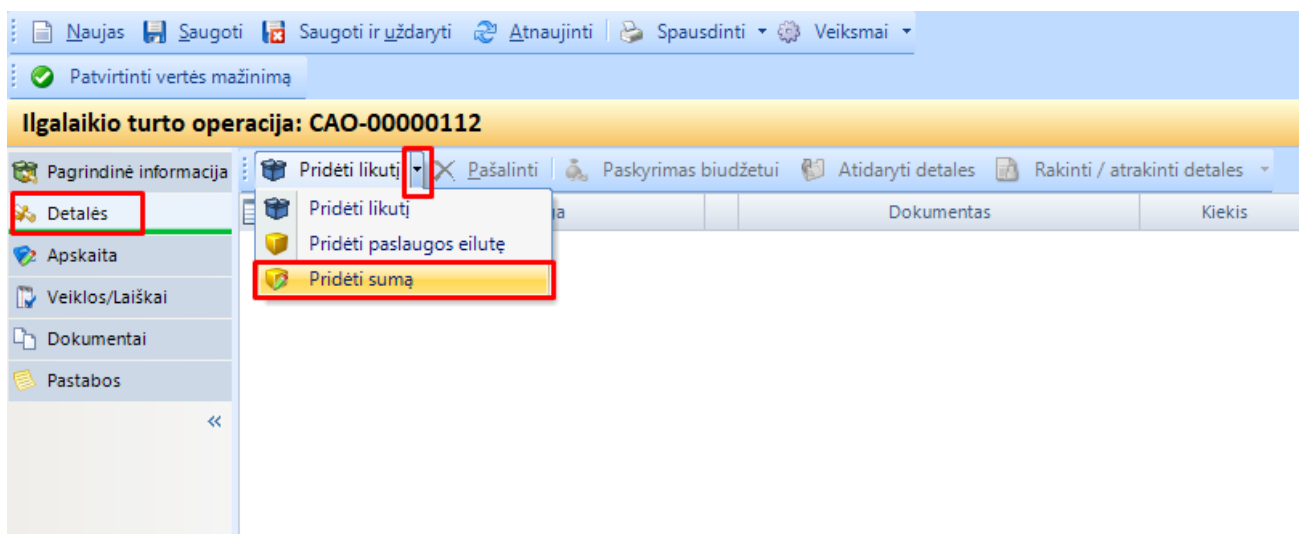 Naujas Saugoti Saugoti ir uždaryti Atnaujinti Spausdinti Veiksmai
Patvirtinti vertės mažinimą
Ilgalaikio turto operacija: CAO-00000112
Pagrindinė informacija Pridėti likutį Pašalinti Paskyrimas biudžetui Atidaryti detales Rakinti / atrakinti detales
Detalės Pridėti likutį Dokumentas Kiekis
Pridėti paslaugos eilutę
Apskaita
Pridėti sumą
Veiklos/Laiškai
Dokumentai
Pastabos